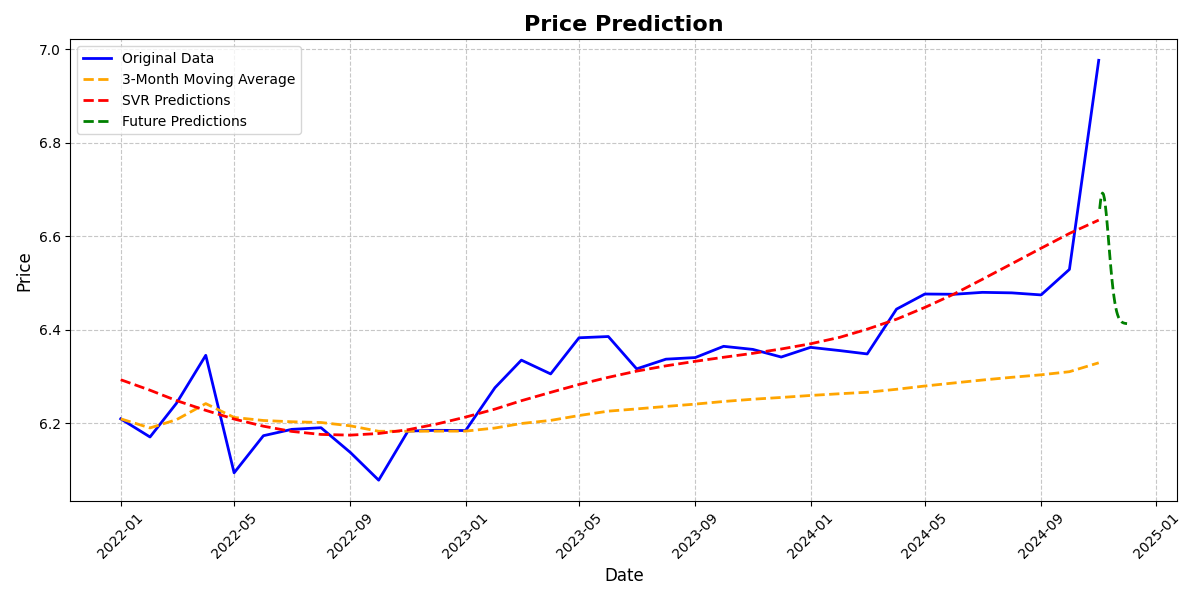 Price Prediction
Original Data
3-Month Moving Average
SVR Predictions
Future Predictions
Price
7.0
6.8
6.6
6.4
6.2
2022-01
2022-05
2022-09
2023-01
2023-05
2023-09
2024-01
2024-05
2024-09
2025-01
Date